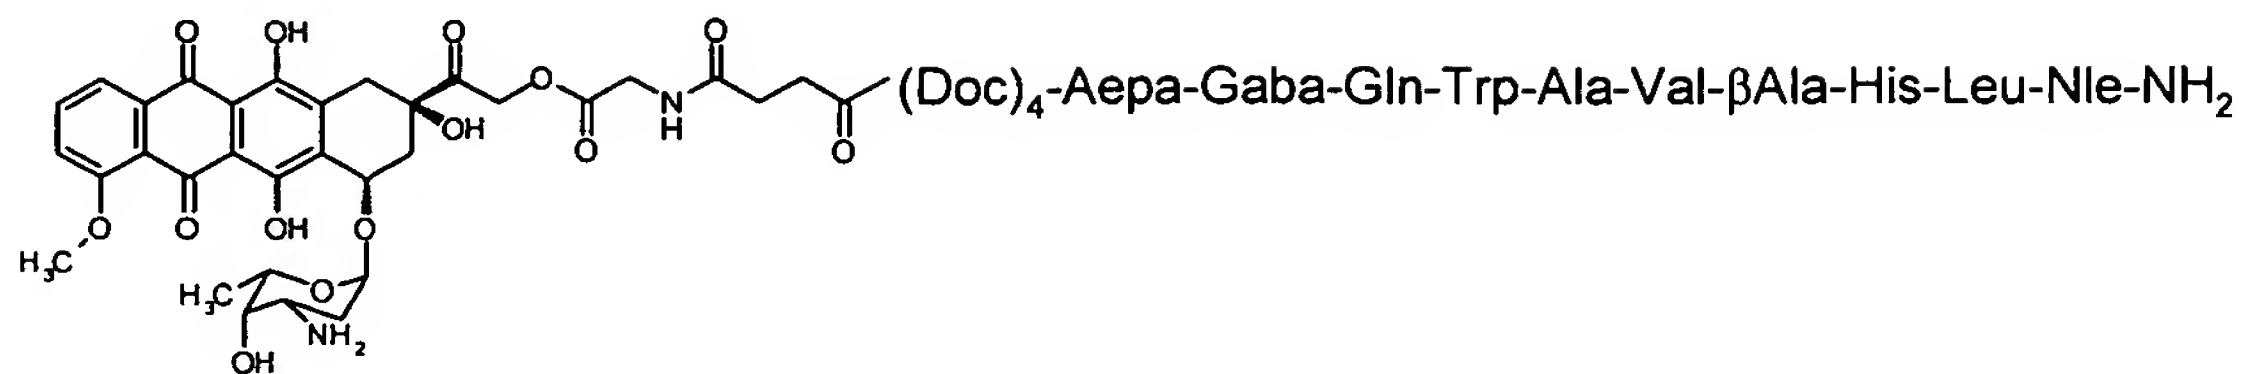 O OH O O
O O (Doc)₄-Aepa-Gaba-Gln-Trp-Ala-Val-βAla-His-Leu-Nle-NH₂
OH N
H
O O
O O OH O
H₃C
H₃C O
NH₂
OH